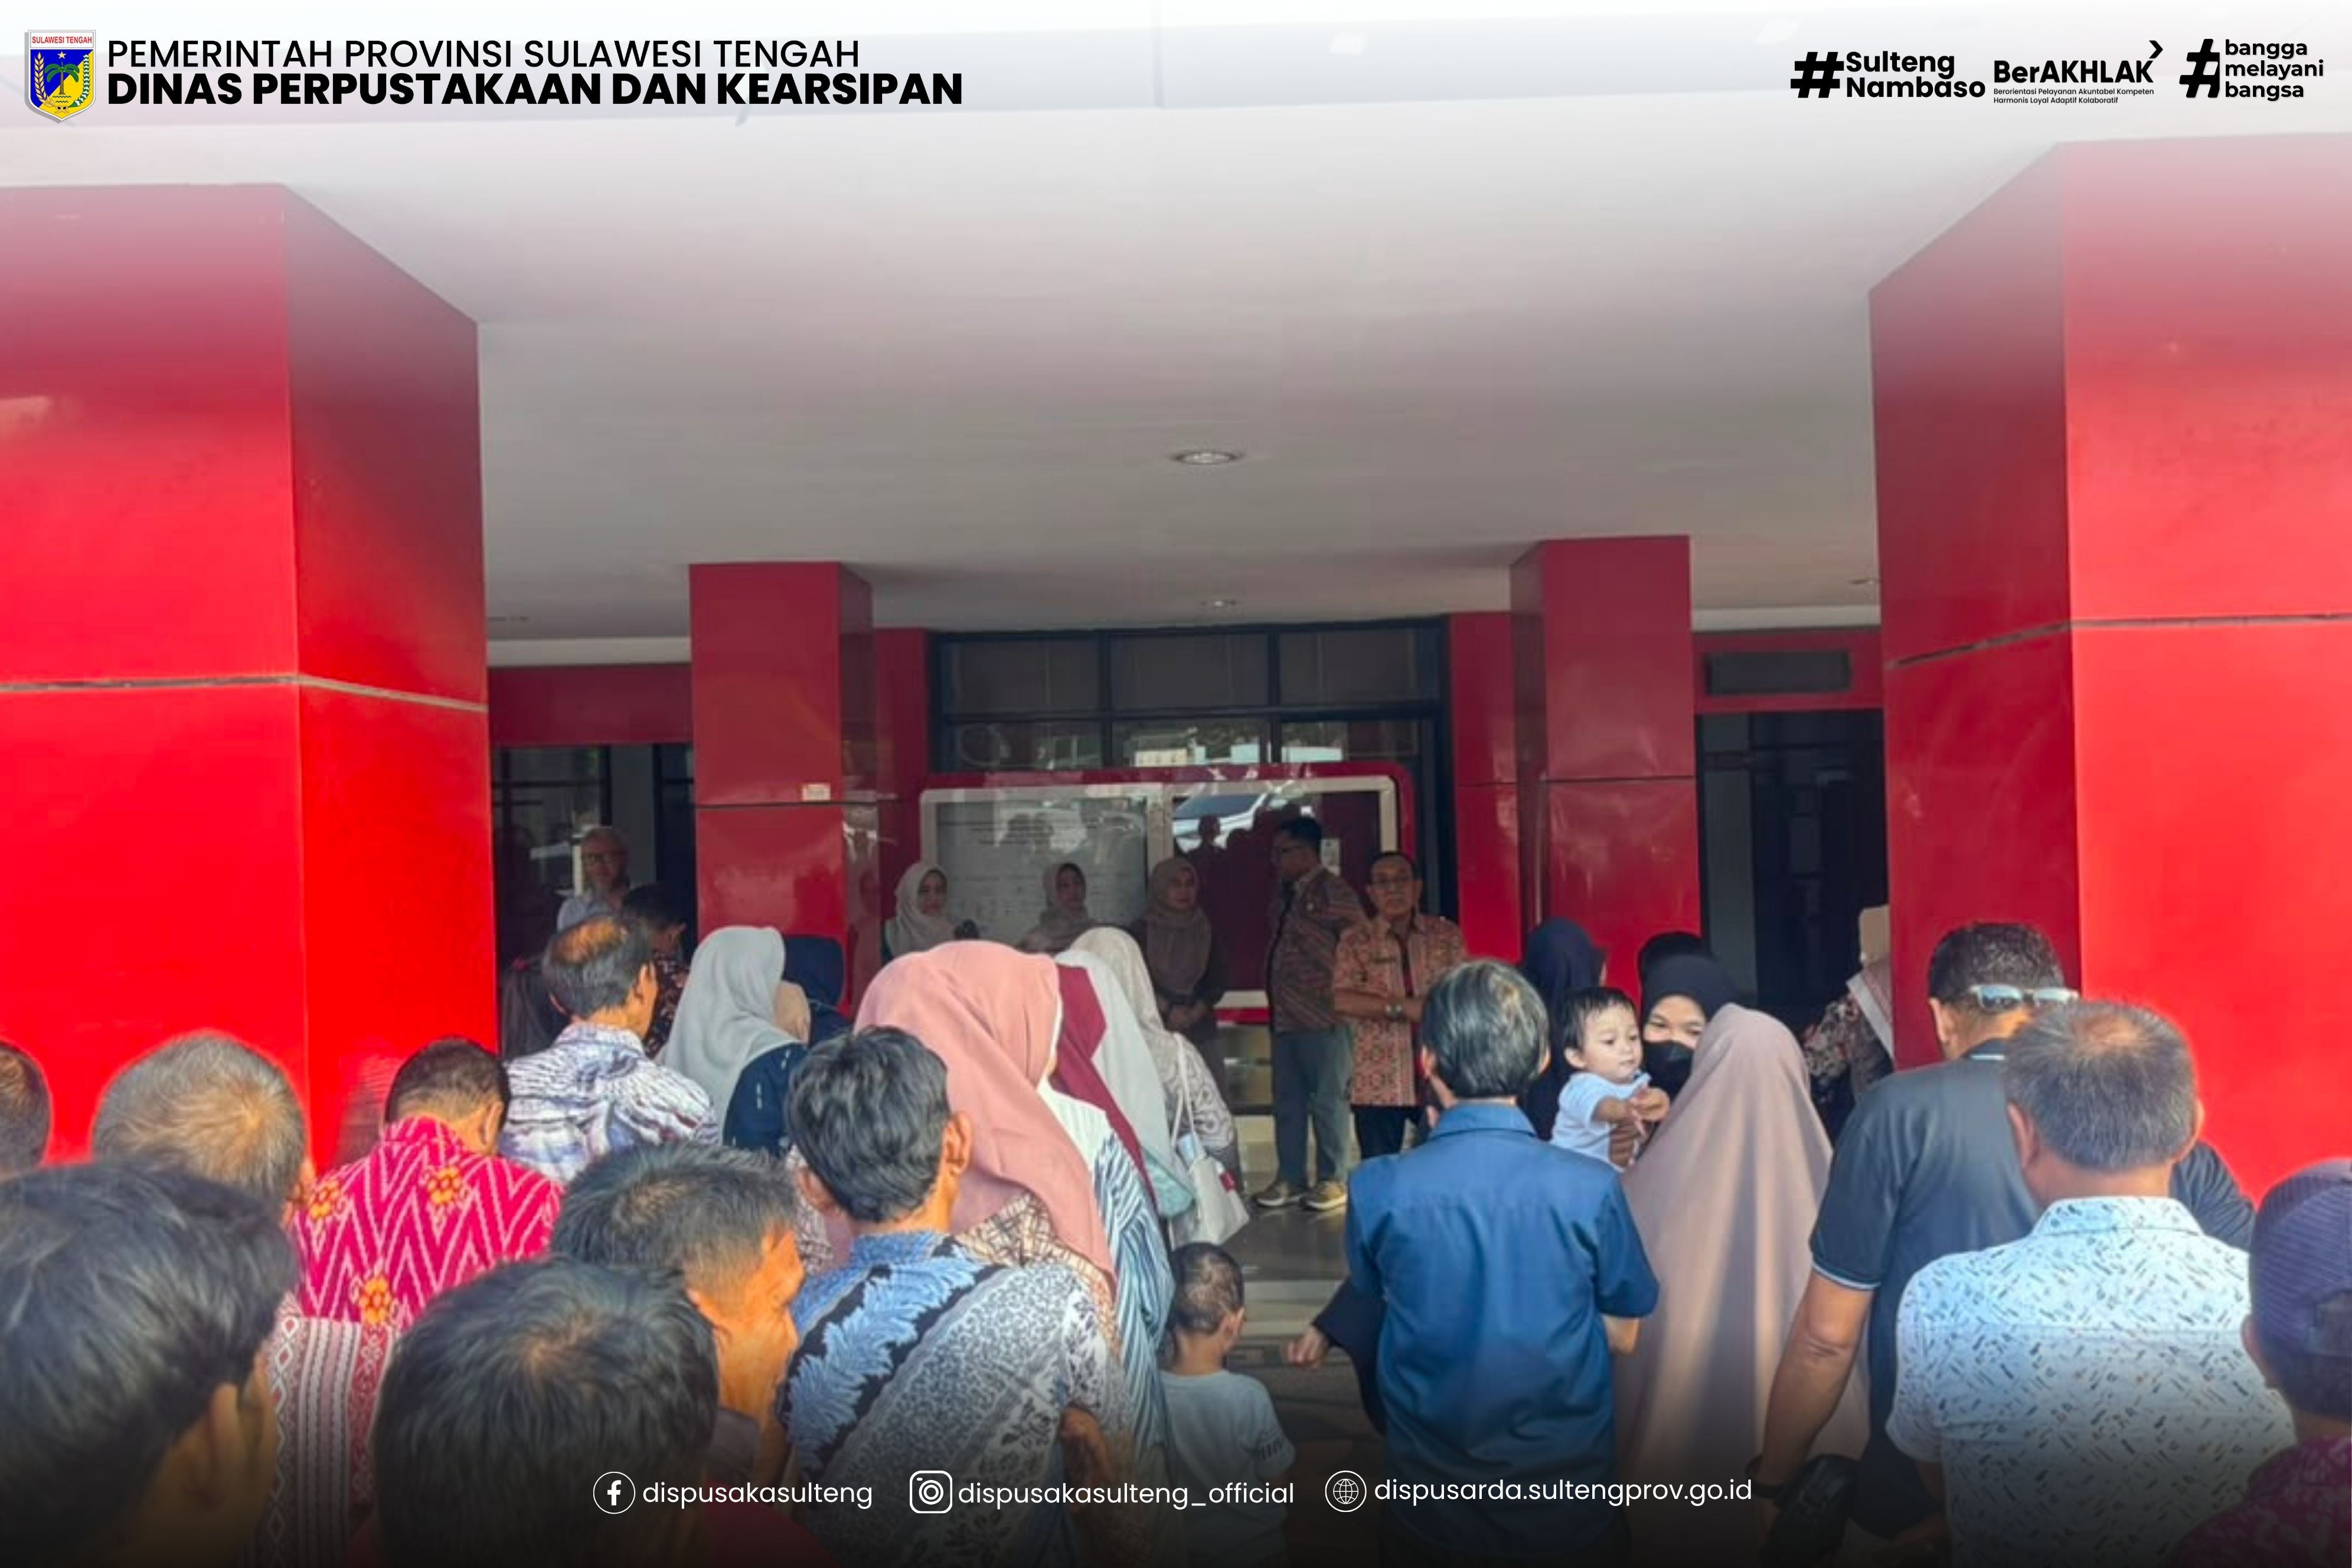 SULAWESI TENGAH
PEMERINTAH PROVINSI SULAWESI TENGAH
DINAS PERPUSTAKAAN DAN KEARSIPAN
#Sulteng
Nambaso
BerAKHLAK
Berorientasi Pelayanan Akuntabel Kompeten
Harmonis Loyal Adaptif Kolaboratif
#bangga
melayani
bangsa
dispusakasulteng
dispusakasulteng_official
dispusarda.sultengprov.go.id